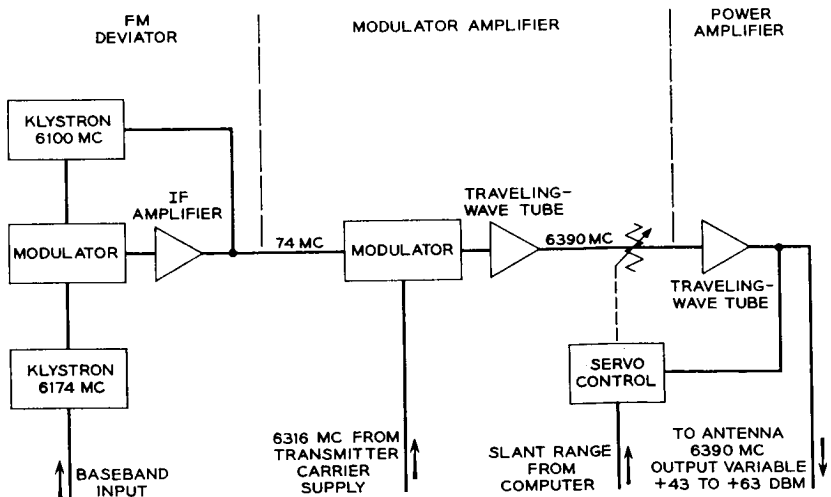 FM
DEVIATOR
MODULATOR AMPLIFIER
POWER
AMPLIFIER
KLYSTRON
6100 MC
IF
AMPLIFIER
MODULATOR
KLYSTRON
6174 MC
BASEBAND
INPUT
74 MC
MODULATOR
TRAVELING-
WAVE TUBE
6390 MC
6316 MC FROM
TRANSMITTER
CARRIER
SUPPLY
TRAVELING-
WAVE TUBE
SERVO
CONTROL
SLANT RANGE
FROM
COMPUTER
TO ANTENNA
6390 MC
OUTPUT VARIABLE
+43 TO +63 DBM